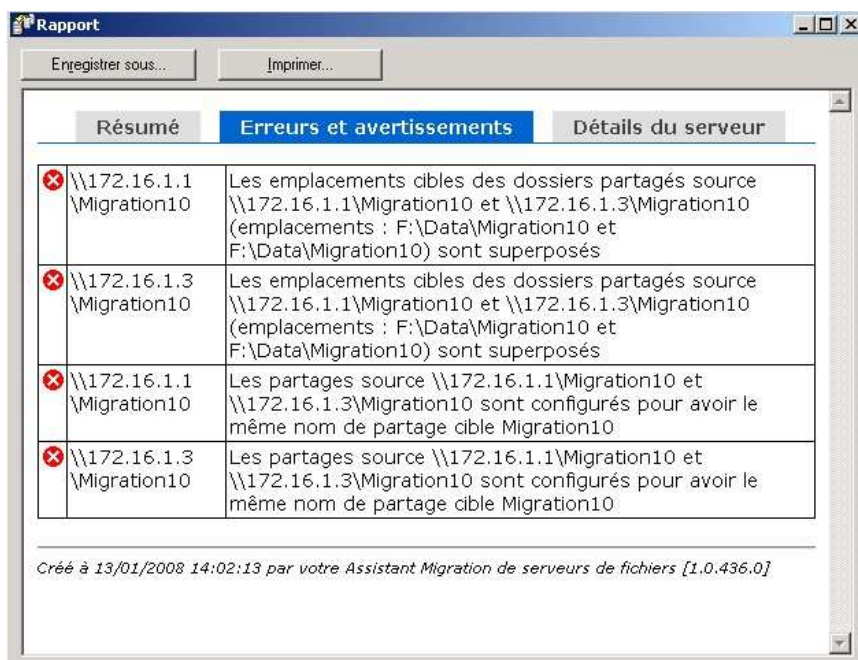 Rapport
Enregistrer sous...
Imprimer...
Résumé
Erreurs et avertissements
Détails du serveur
\\172.16.1.1
\Migration10
Les emplacements cibles des dossiers partagés source
\\172.16.1.1\Migration10 et \\172.16.1.3\Migration10
(emplacements : F:\Data\Migration10 et
F:\Data\Migration10) sont superposés
\\172.16.1.3
\Migration10
Les emplacements cibles des dossiers partagés source
\\172.16.1.1\Migration10 et \\172.16.1.3\Migration10
(emplacements : F:\Data\Migration10 et
F:\Data\Migration10) sont superposés
\\172.16.1.1
\Migration10
Les partages source \\172.16.1.1\Migration10 et
\\172.16.1.3\Migration10 sont configurés pour avoir le
même nom de partage cible Migration10
\\172.16.1.3
\Migration10
Les partages source \\172.16.1.1\Migration10 et
\\172.16.1.3\Migration10 sont configurés pour avoir le
même nom de partage cible Migration10
Créé à 13/01/2008 14:02:13 par votre Assistant Migration de serveurs de fichiers [1.0.436.0]